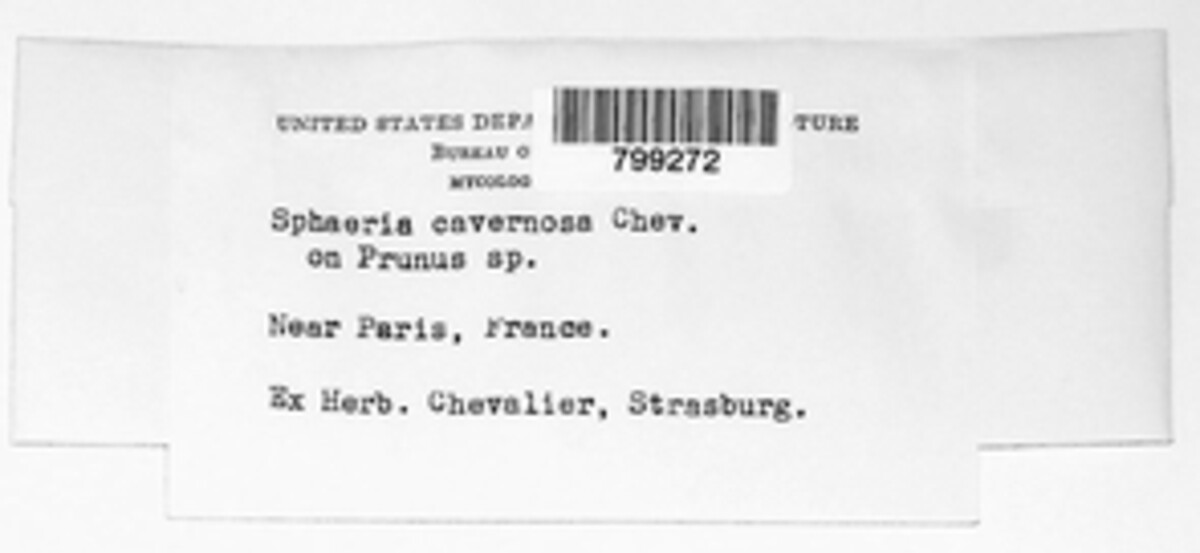 UNITED STATES DEPA TURE
BUREAU O
MYCOLOG
799272
Sphaeria cavernosa Chev.
on Prunus sp.
Near Paris, France.
Ex Herb. Chevalier, Strasburg.